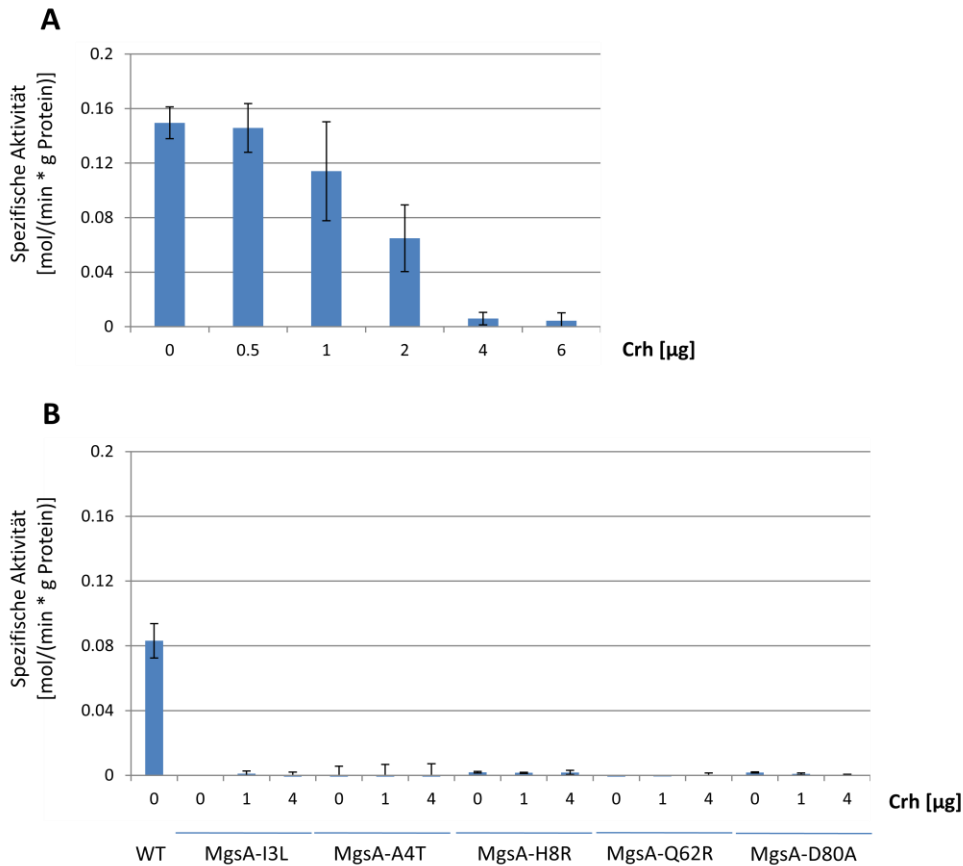 A
Spezifische Aktivität
[mol/(min * g Protein)]
0.2
0.16
0.12
0.08
0.04
0
0 0.5 1 2 4 6 Crh [µg]
B
Spezifische Aktivität
[mol/(min * g Protein)]
0.2
0.16
0.12
0.08
0.04
0
0 0 1 4 0 1 4 0 1 4 0 1 4 0 1 4 Crh [µg]
WT MgsA-I3L MgsA-A4T MgsA-H8R MgsA-Q62R MgsA-D80A